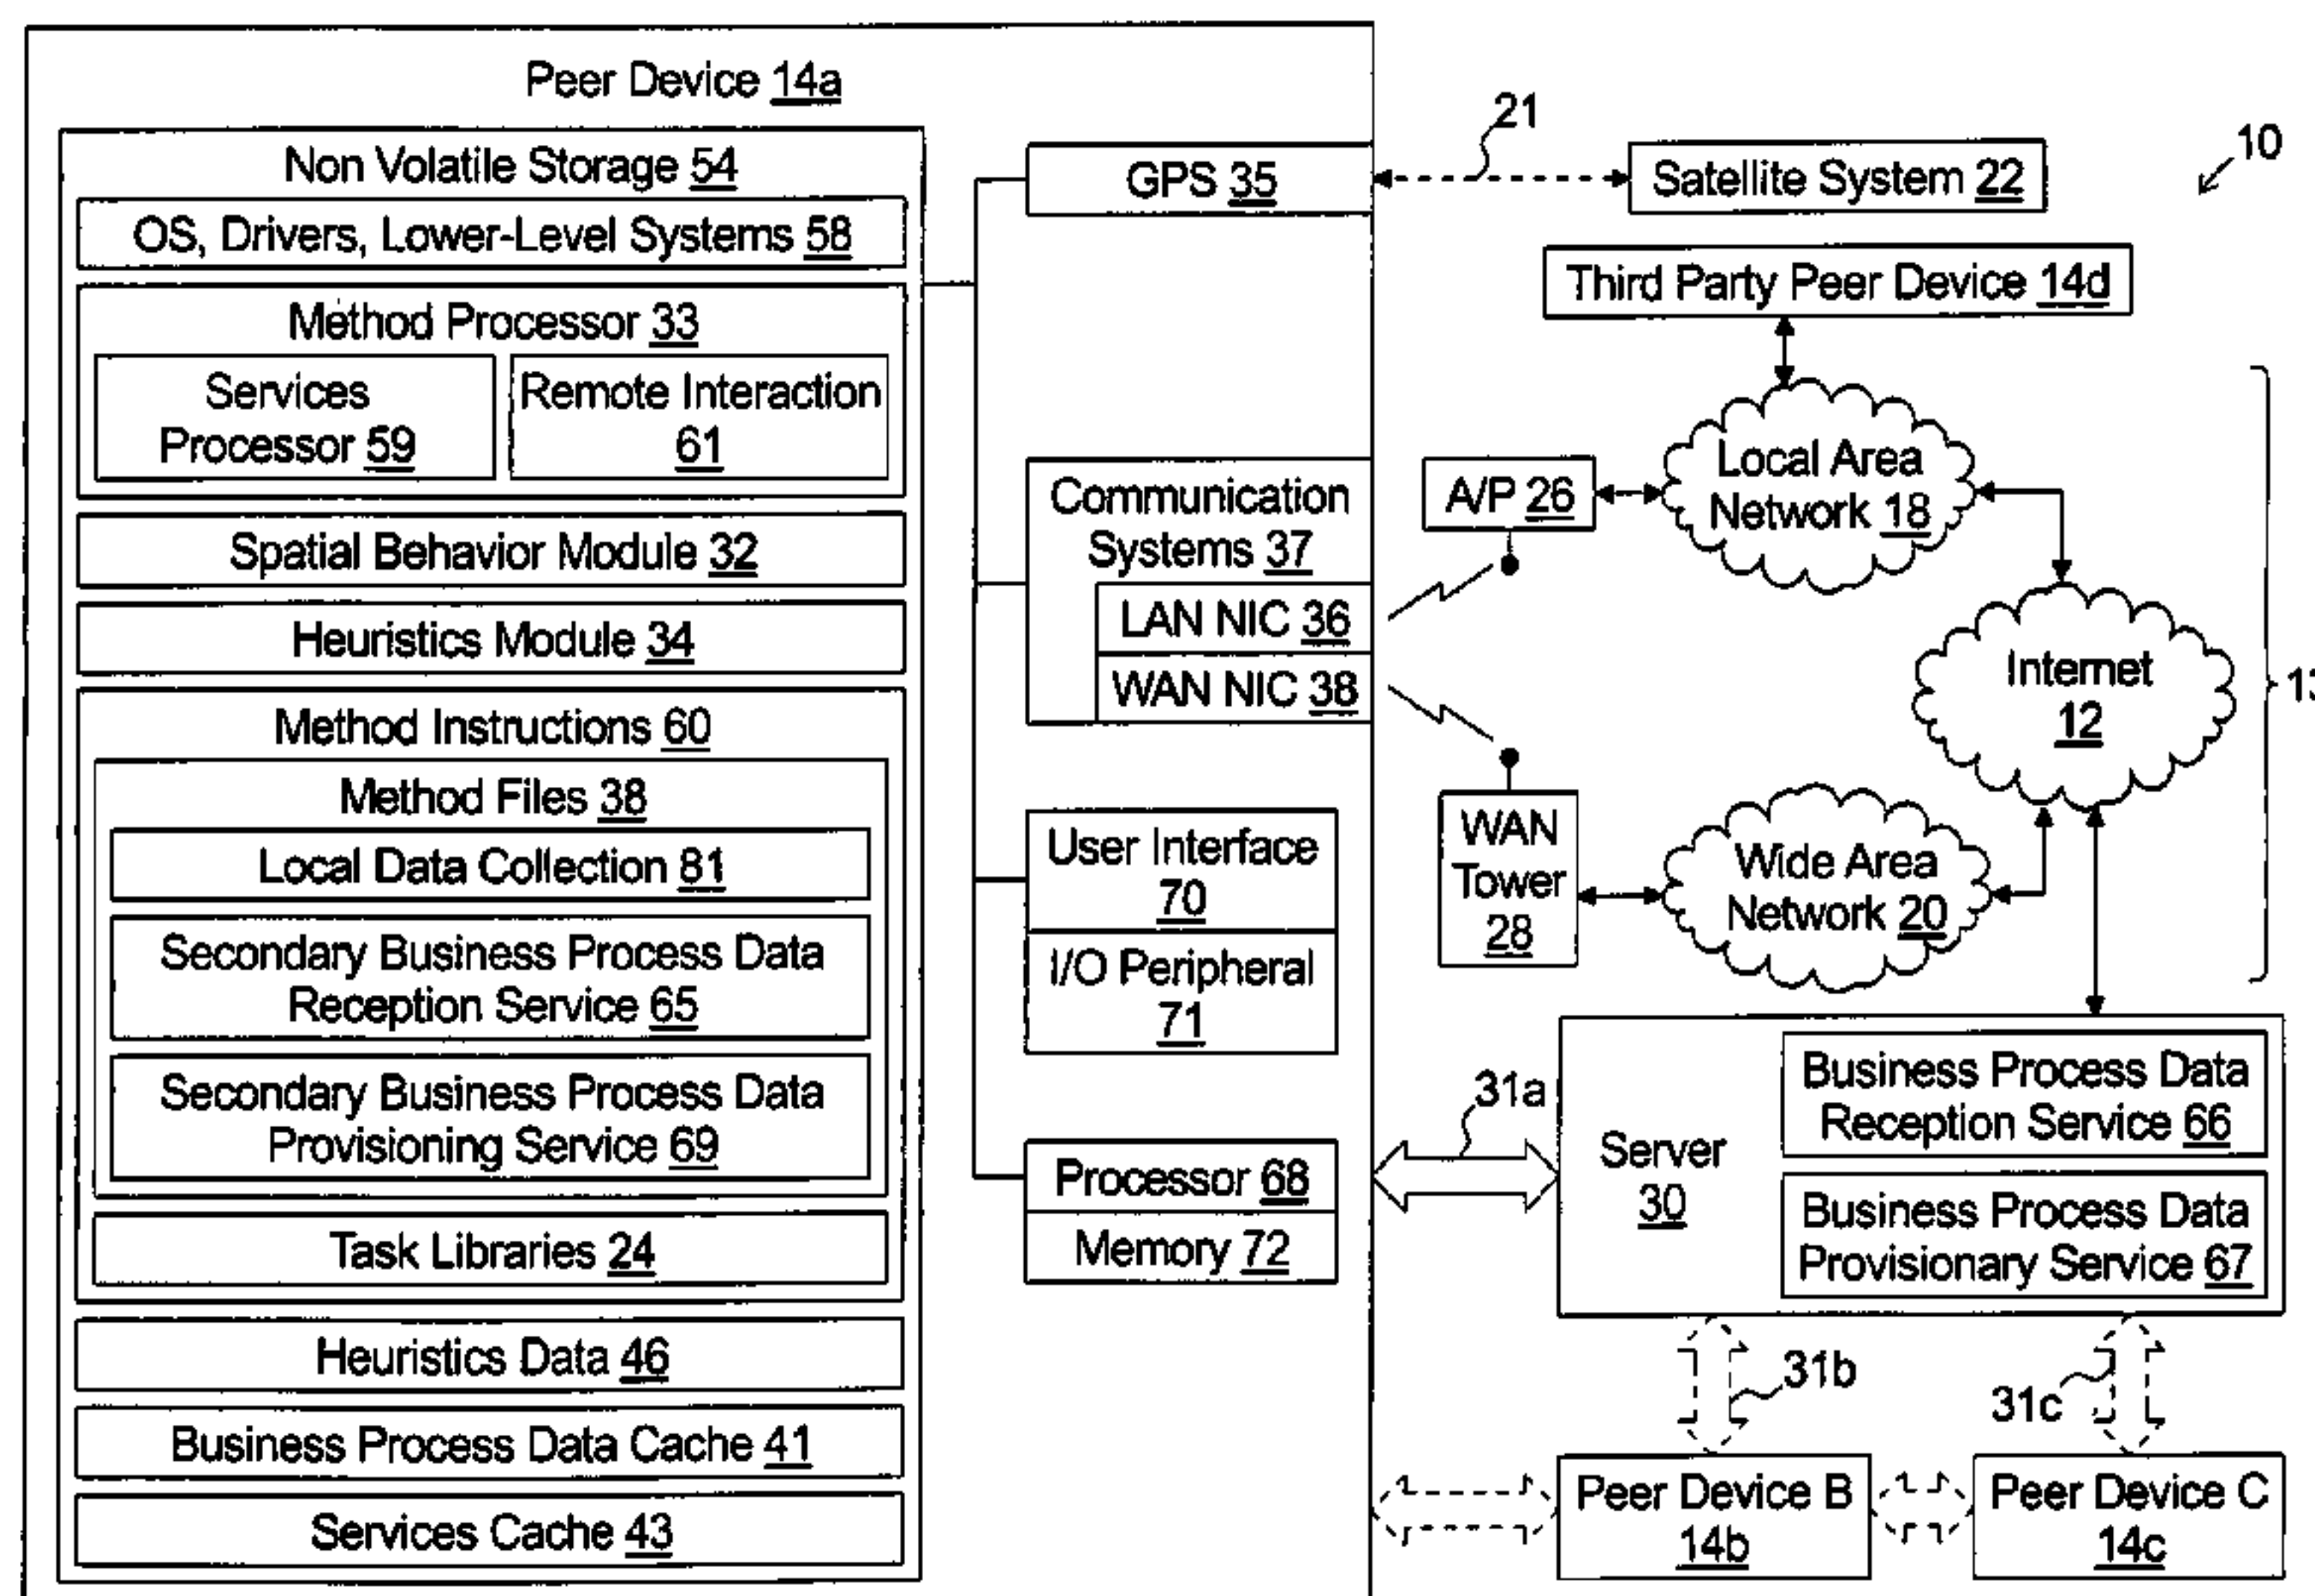 Peer Device 14a
Non Volatile Storage 54
OS, Drivers, Lower-Level Systems 58
Method Processor 33
Services
Processor 59
Remote Interaction
61
Spatial Behavior Module 32
Heuristics Module 34
Method Instructions 60
Method Files 38
Local Data Collection 81
Secondary Business Process Data
Reception Service 65
Secondary Business Process Data
Provisioning Service 69
Task Libraries 24
Heuristics Data 46
Business Process Data Cache 41
Services Cache 43
GPS 35
Communication
Systems 37
LAN NIC 36
WAN NIC 38
User Interface
70
I/O Peripheral
71
Processor 68
Memory 72
21
Satellite System 22
10
Third Party Peer Device 14d
A/P 26
Local Area
Network 18
Internet
12
WAN
Tower
28
Wide Area
Network 20
31a
Server
30
Business Process Data
Reception Service 66
Business Process Data
Provisionary Service 67
31b
31c
Peer Device B
14b
Peer Device C
14c